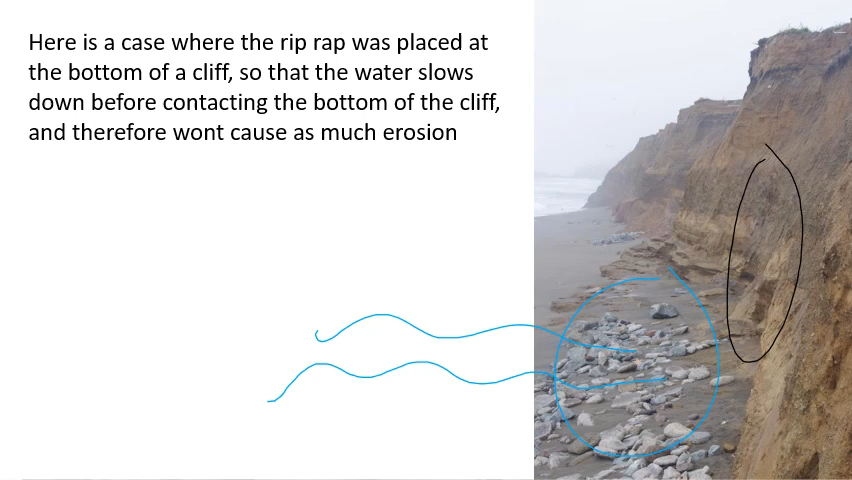 Here is a case where the rip rap was placed at
the bottom of a cliff, so that the water slows
down before contacting the bottom of the cliff,
and therefore wont cause as much erosion